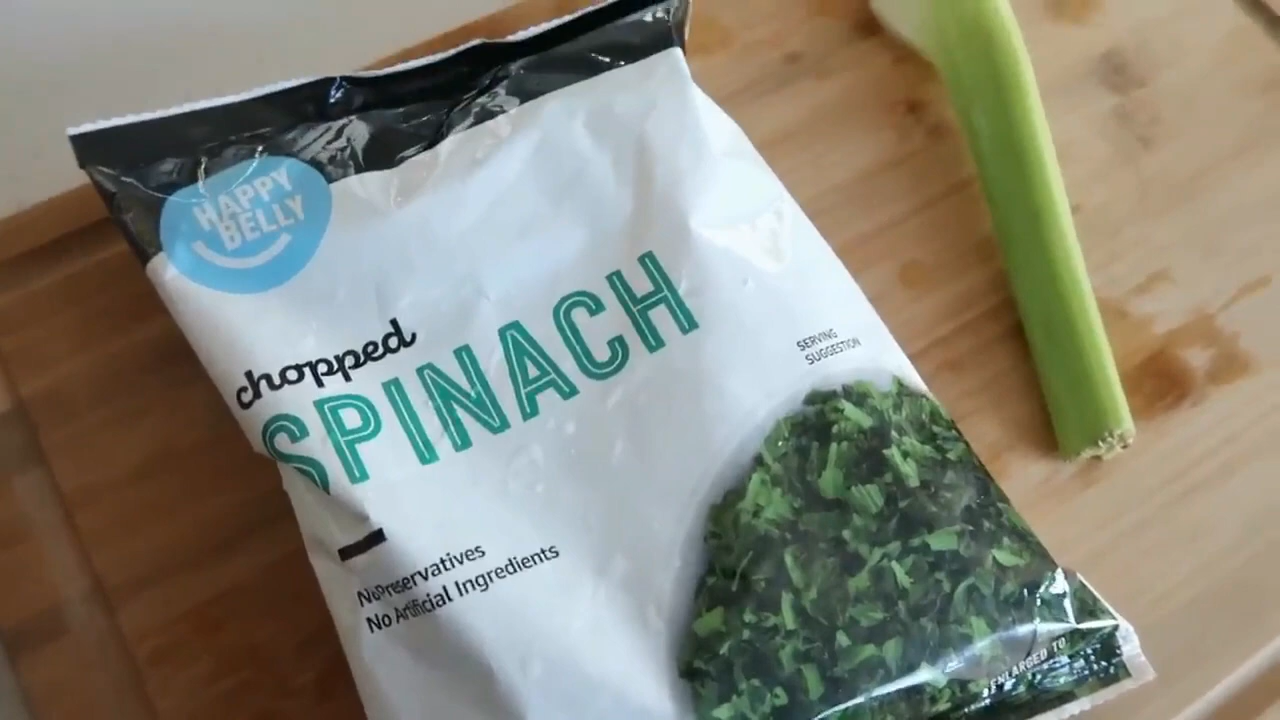 HAPPY
BELLY
chopped
SPINACH
SERVING
SUGGESTION
No Preservatives
No Artificial Ingredients
ENLARGED TO